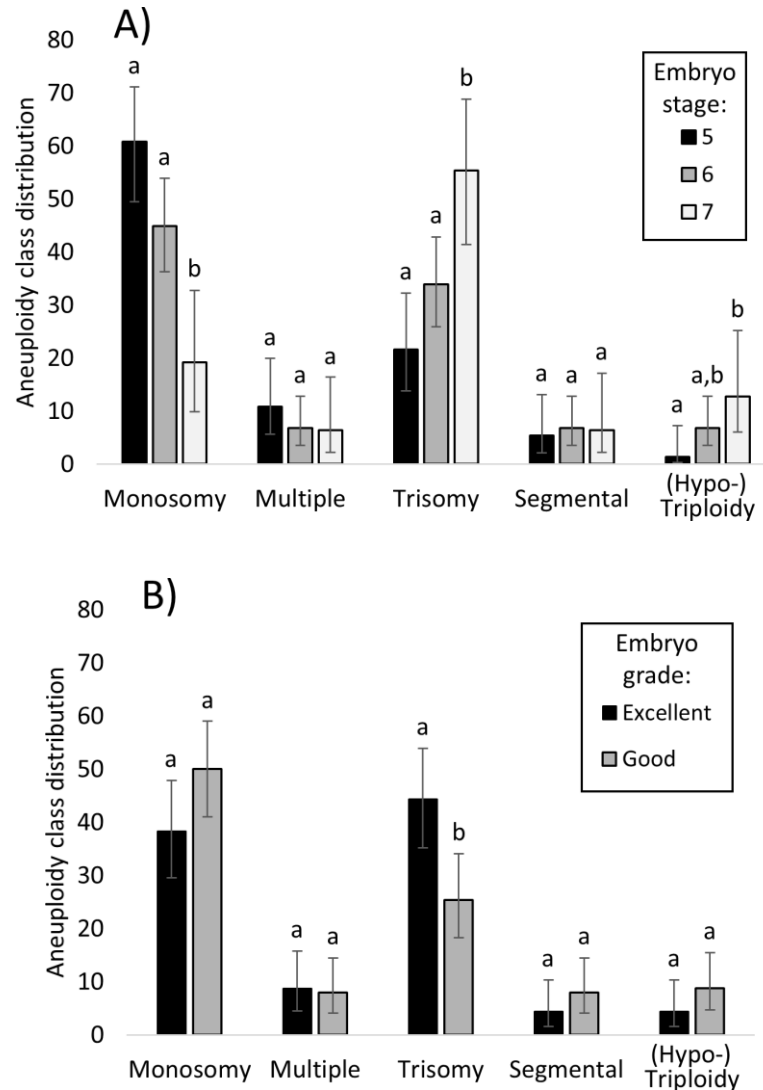 A)
80
70
60
50
40
30
20
10
0
Aneuploidy class distribution
a
a
b
a
a
a
a
a
b
a
a
a
a
a,b
b
Monosomy
Multiple
Trisomy
Segmental
(Hypo-)
Triploidy
Embryo
stage:
5
6
7
B)
80
70
60
50
40
30
20
10
0
Aneuploidy class distribution
a
a
a
a
a
b
a
a
a
a
Monosomy
Multiple
Trisomy
Segmental
(Hypo-)
Triploidy
Embryo
grade:
Excellent
Good